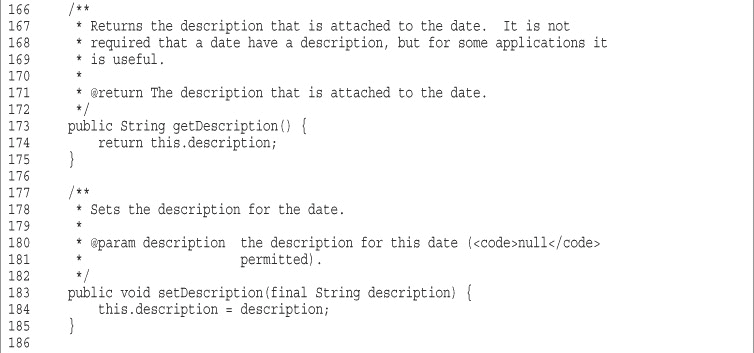 166     /**
167      * Returns the description that is attached to the date.  It is not
168      * required that a date have a description, but for some applications it
169      * is useful.
170      *
171      * @return The description that is attached to the date.
172      */
173     public String getDescription() {
174         return this.description;
175     }
176
177     /**
178      * Sets the description for the date.
179      *
180      * @param description  the description for this date (<code>null</code>
181      *                     permitted).
182      */
183     public void setDescription(final String description) {
184         this.description = description;
185     }
186